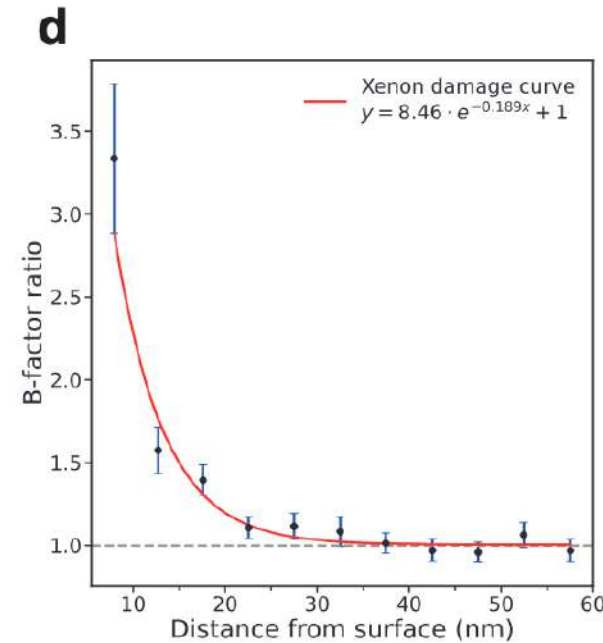 d
Xenon damage curve
y = 8.46 · e^{−0.189x} + 1
B-factor ratio
3.5
3.0
2.5
2.0
1.5
1.0
10 20 30 40 50 60
Distance from surface (nm)